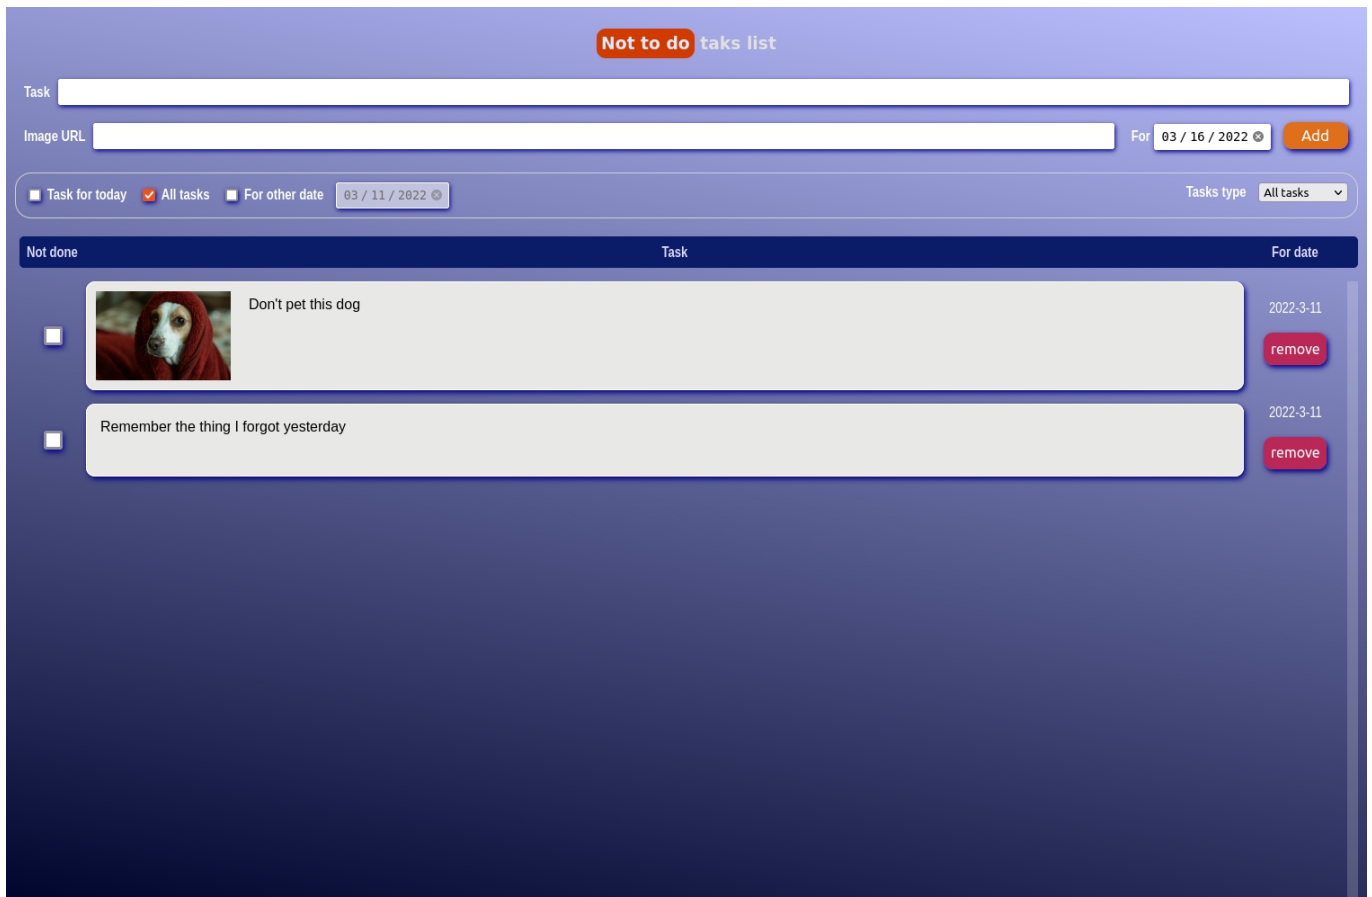 Not to do taks list
Task
Image URL For 03 / 16 / 2022 Add
Task for today All tasks For other date 03 / 11 / 2022 Tasks type All tasks
Not done Task For date
Don't pet this dog 2022-3-11
remove
Remember the thing I forgot yesterday 2022-3-11
remove